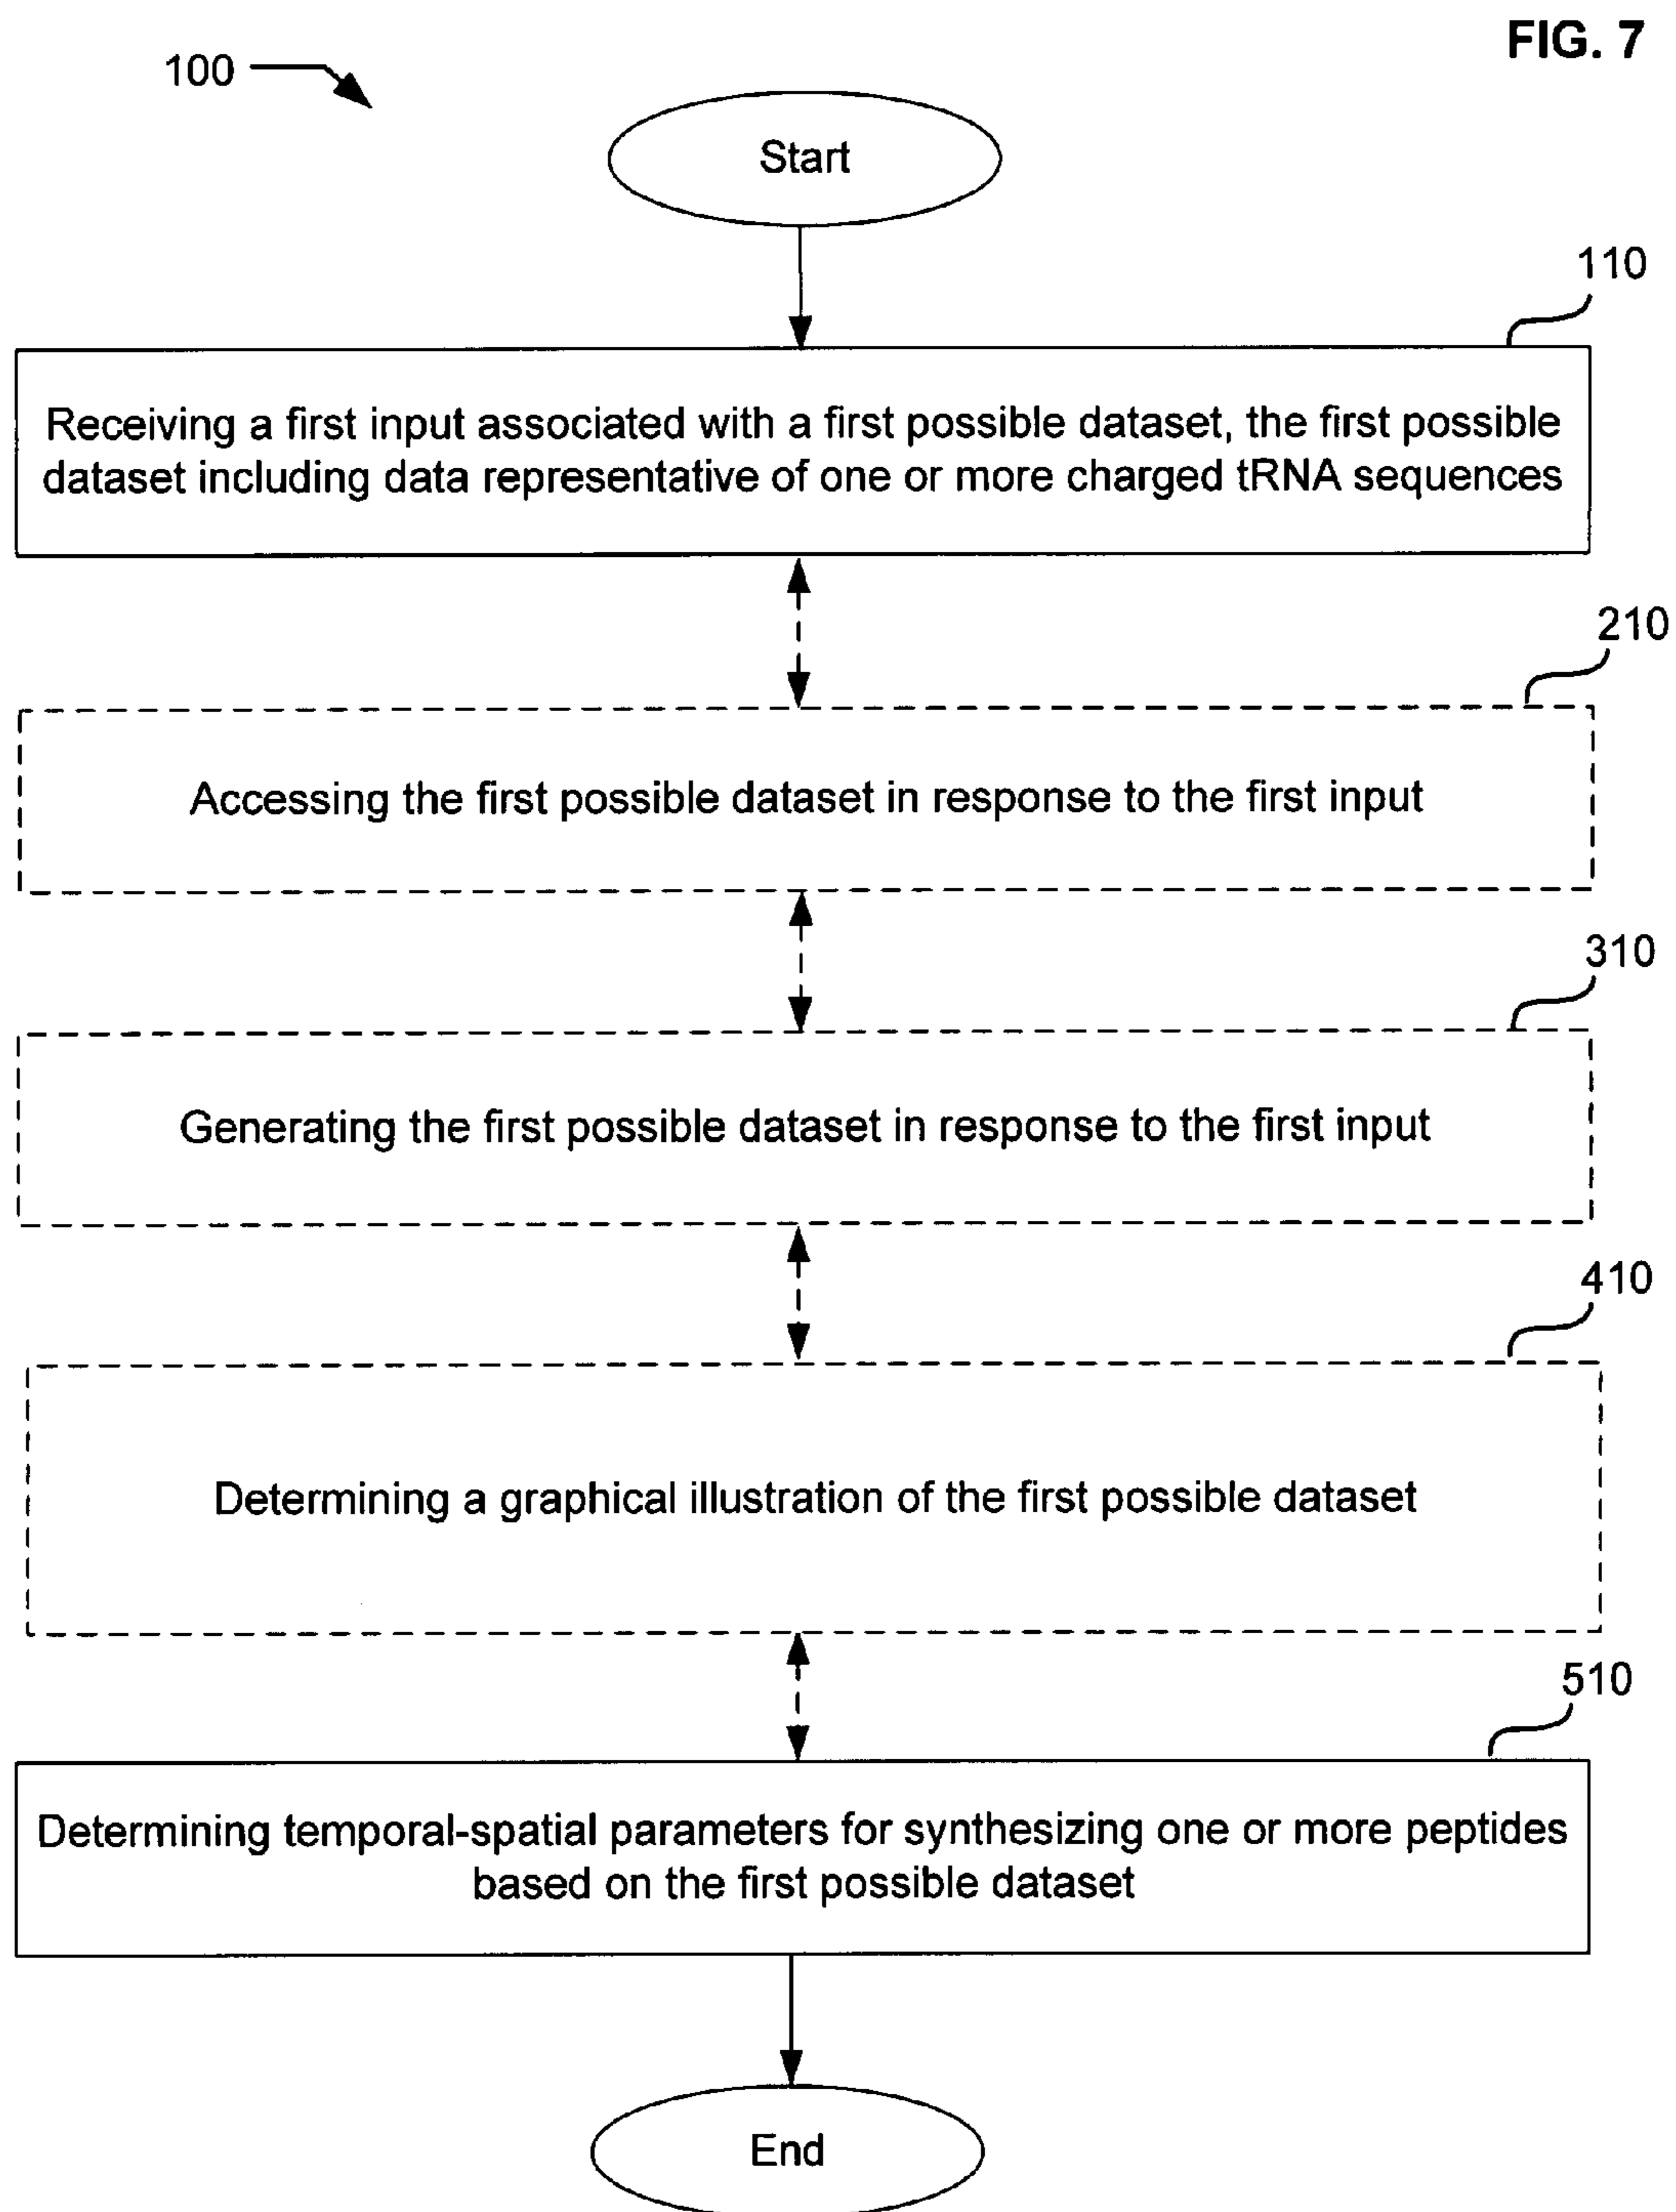 FIG. 7
100
Start
110
Receiving a first input associated with a first possible dataset, the first possible
dataset including data representative of one or more charged tRNA sequences
210
Accessing the first possible dataset in response to the first input
310
Generating the first possible dataset in response to the first input
410
Determining a graphical illustration of the first possible dataset
510
Determining temporal-spatial parameters for synthesizing one or more peptides
based on the first possible dataset
End